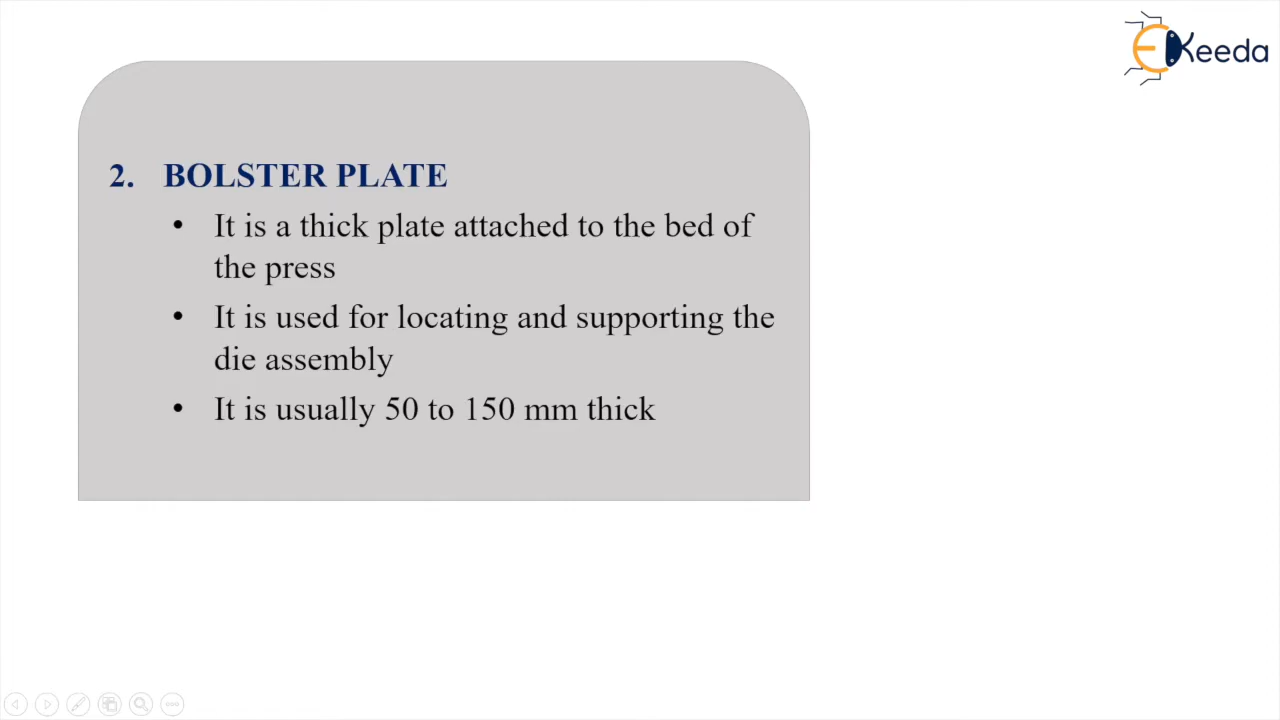 EKeeda
2. BOLSTER PLATE
• It is a thick plate attached to the bed of
the press
• It is used for locating and supporting the
die assembly
• It is usually 50 to 150 mm thick